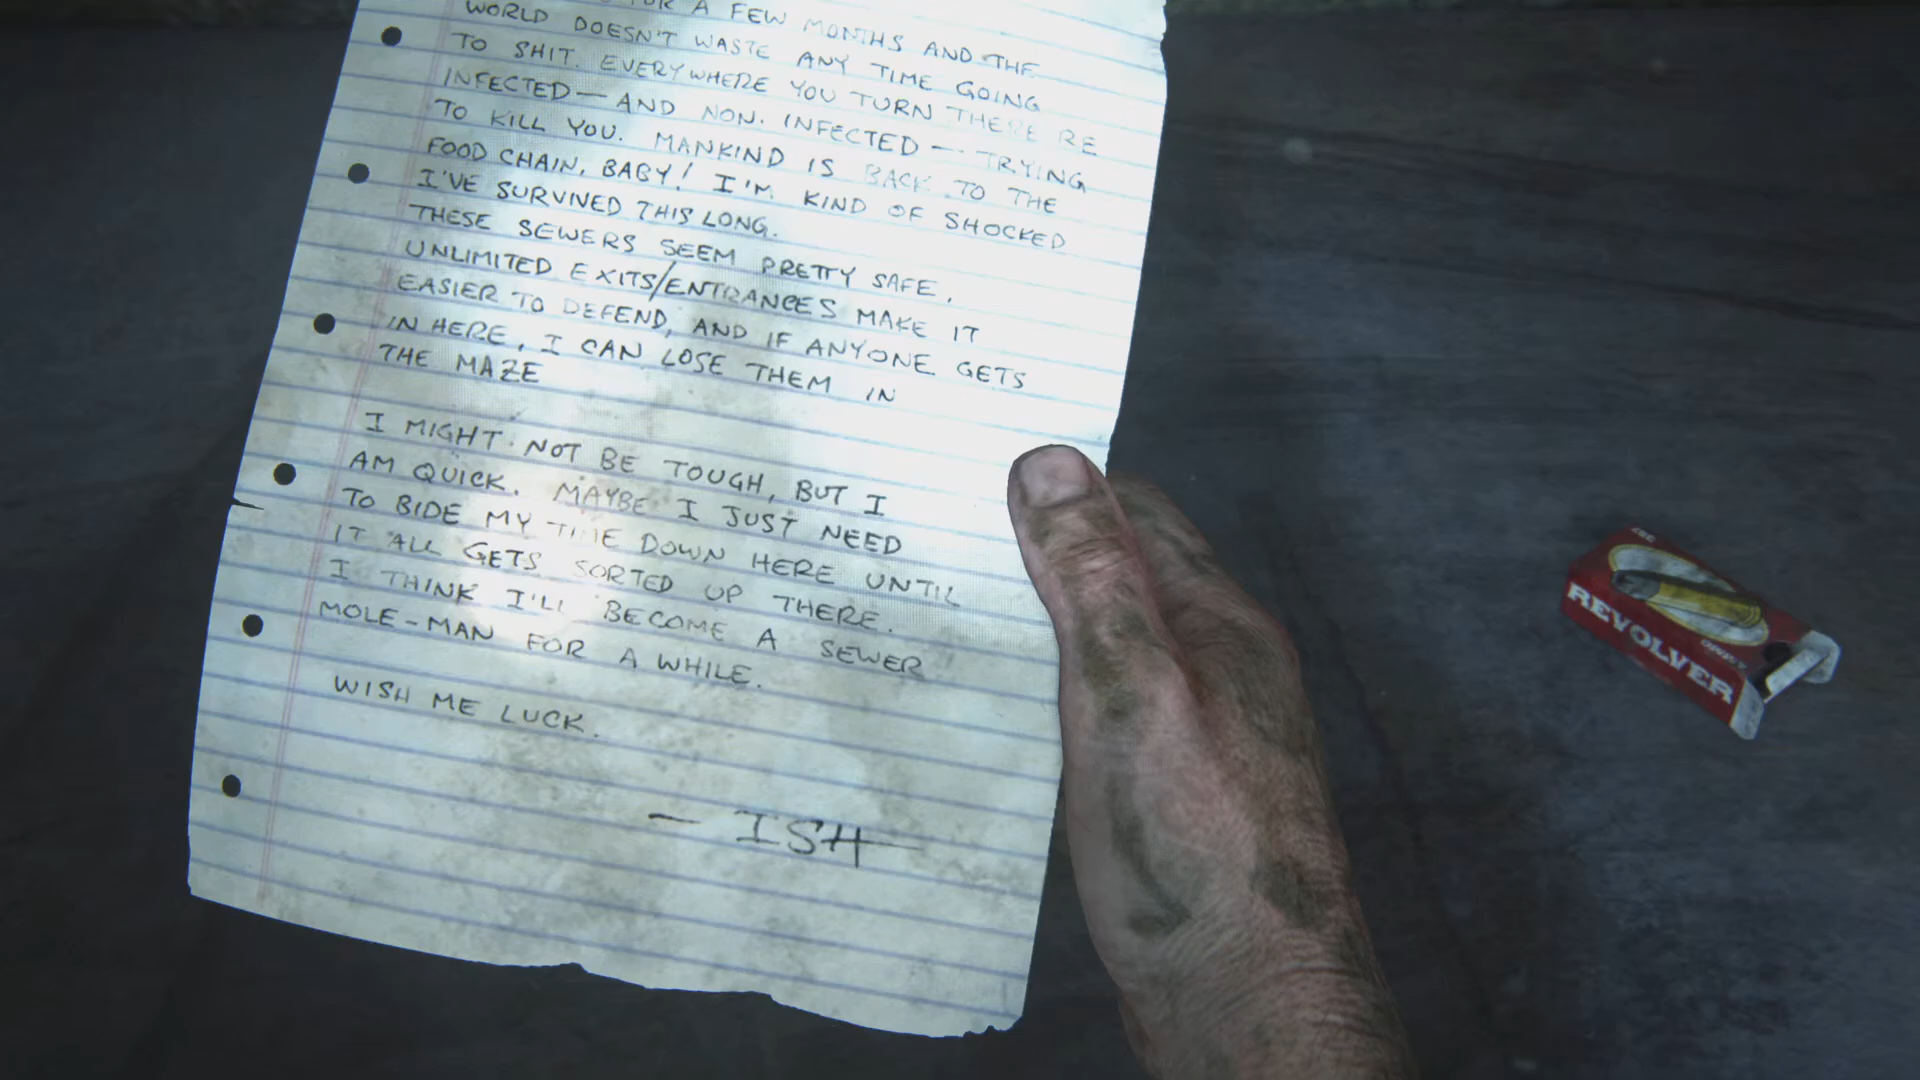 FOR A FEW MONTHS AND THE
WORLD DOESN'T WASTE ANY TIME GOING
TO SHIT. EVERYWHERE YOU TURN THERE RE
INFECTED — AND NON. INFECTED — TRYING
TO KILL YOU. MANKIND IS BACK TO THE
FOOD CHAIN, BABY! I'M KIND OF SHOCKED
I'VE SURVIVED THIS LONG.
THESE SEWERS SEEM PRETTY SAFE.
UNLIMITED EXITS/ENTRANCES MAKE IT
EASIER TO DEFEND, AND IF ANYONE GETS
IN HERE, I CAN LOSE THEM IN
THE MAZE
I MIGHT NOT BE TOUGH, BUT I
AM QUICK. MAYBE I JUST NEED
TO BIDE MY TIME DOWN HERE UNTIL
IT ALL GETS SORTED UP THERE.
I THINK I'LL BECOME A SEWER
MOLE-MAN FOR A WHILE.
WISH ME LUCK.
— ISH
357
REVOLVER
AMMO